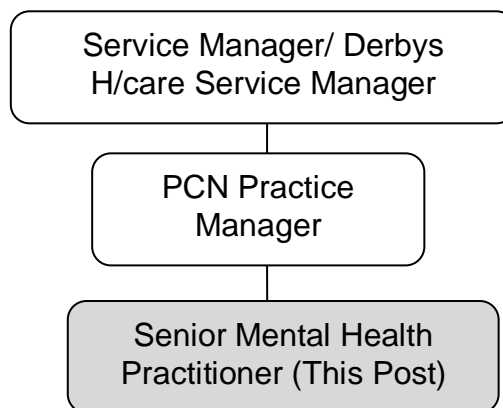 Service Manager/ Derbys
H/care Service Manager
PCN Practice
Manager
Senior Mental Health
Practitioner (This Post)